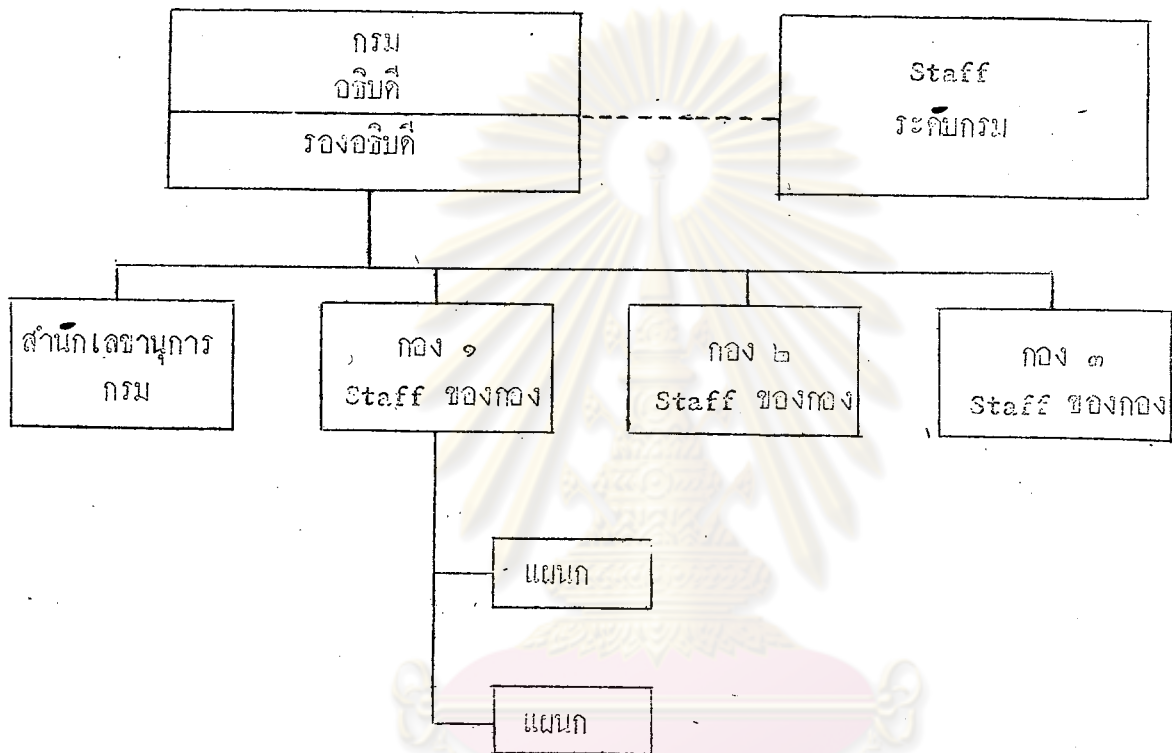 กรม
อธิบดี
รองอธิบดี
Staff
ระดับกรม
สำนักเลขานุการ
กรม
กอง ๑
Staff ของกอง
กอง ๒
Staff ของกอง
กอง ๓
Staff ของกอง
แผนก
แผนก